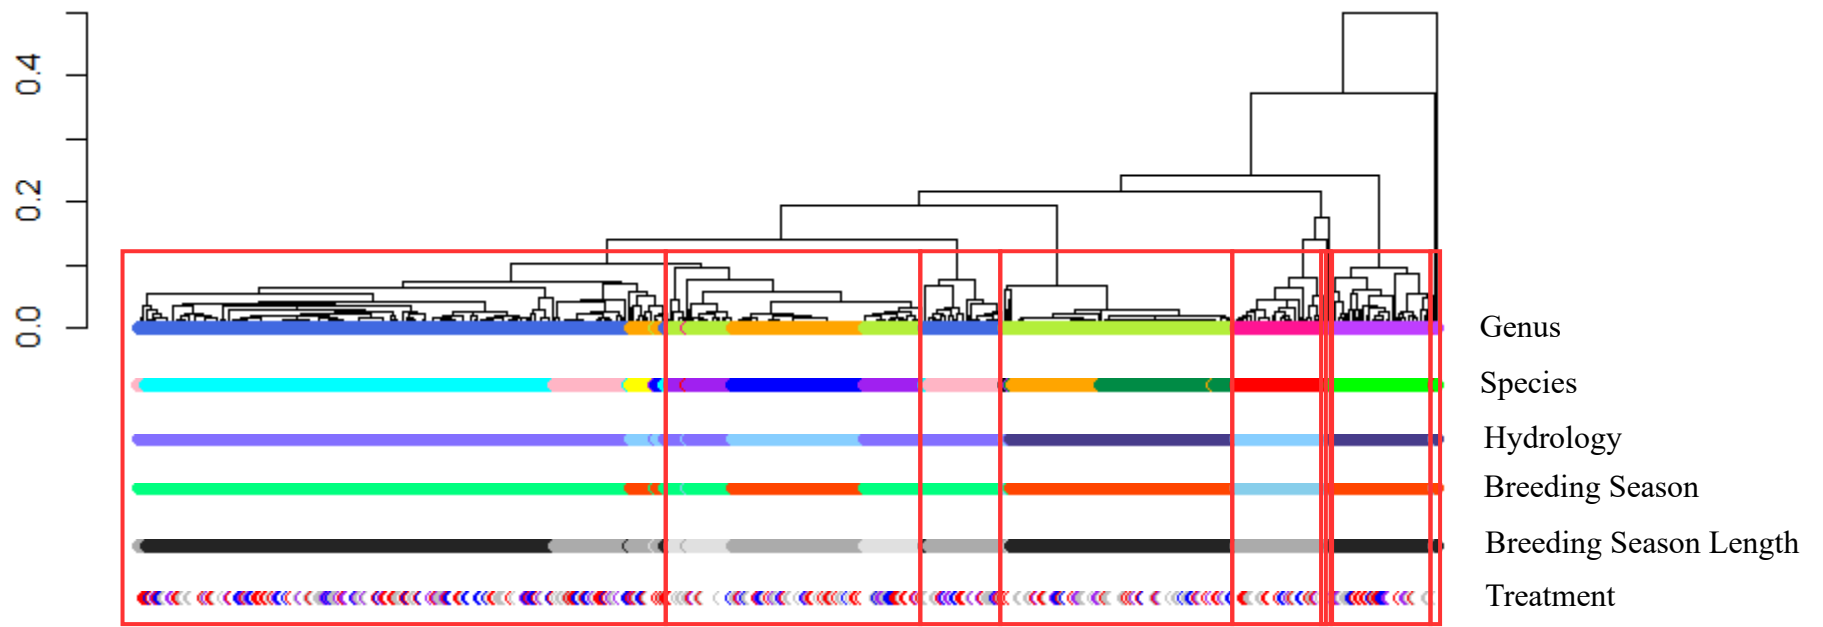 0.4
0.2
0.0
Genus
Species
Hydrology
Breeding Season
Breeding Season Length
Treatment